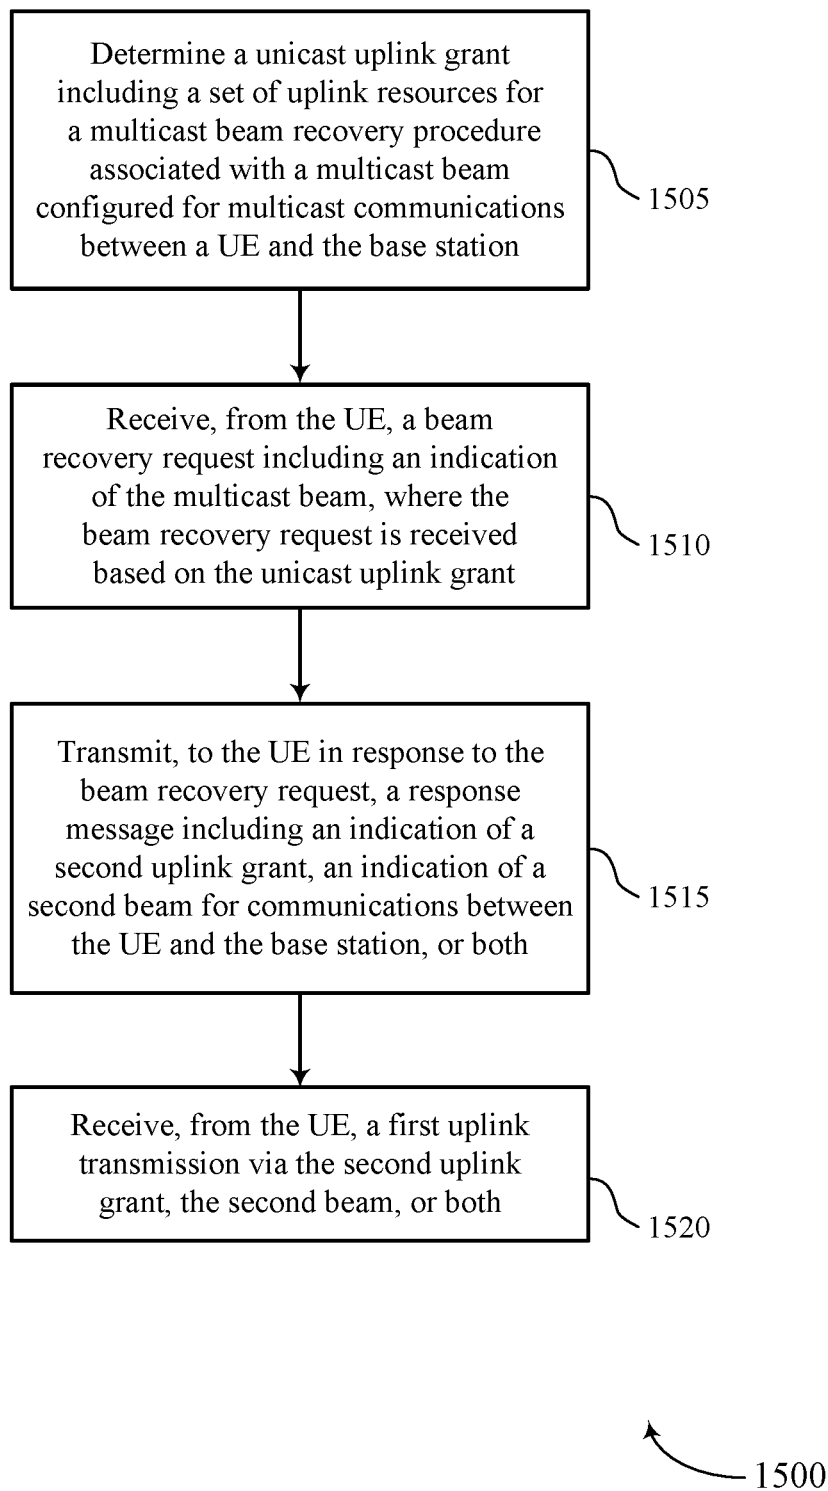 Determine a unicast uplink grant
including a set of uplink resources for
a multicast beam recovery procedure
associated with a multicast beam
configured for multicast communications
between a UE and the base station
1505
Receive, from the UE, a beam
recovery request including an indication
of the multicast beam, where the
beam recovery request is received
based on the unicast uplink grant
1510
Transmit, to the UE in response to the
beam recovery request, a response
message including an indication of a
second uplink grant, an indication of a
second beam for communications between
the UE and the base station, or both
1515
Receive, from the UE, a first uplink
transmission via the second uplink
grant, the second beam, or both
1520
1500